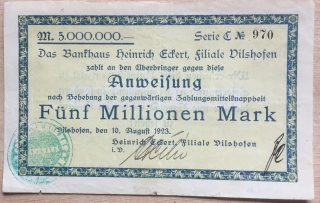 M. 5.000.000.— Serie C № 970
Das Bankhaus Heinrich Eckert, Filiale Vilshofen
zahlt an den Überbringer gegen diese
Anweisung
nach Behebung der gegenwärtigen Zahlungsmittelknappheit
Fünf Millionen Mark
Vilshofen, den 10. August 1923.
Heinrich Eckert, Filiale Vilshofen
i.V.